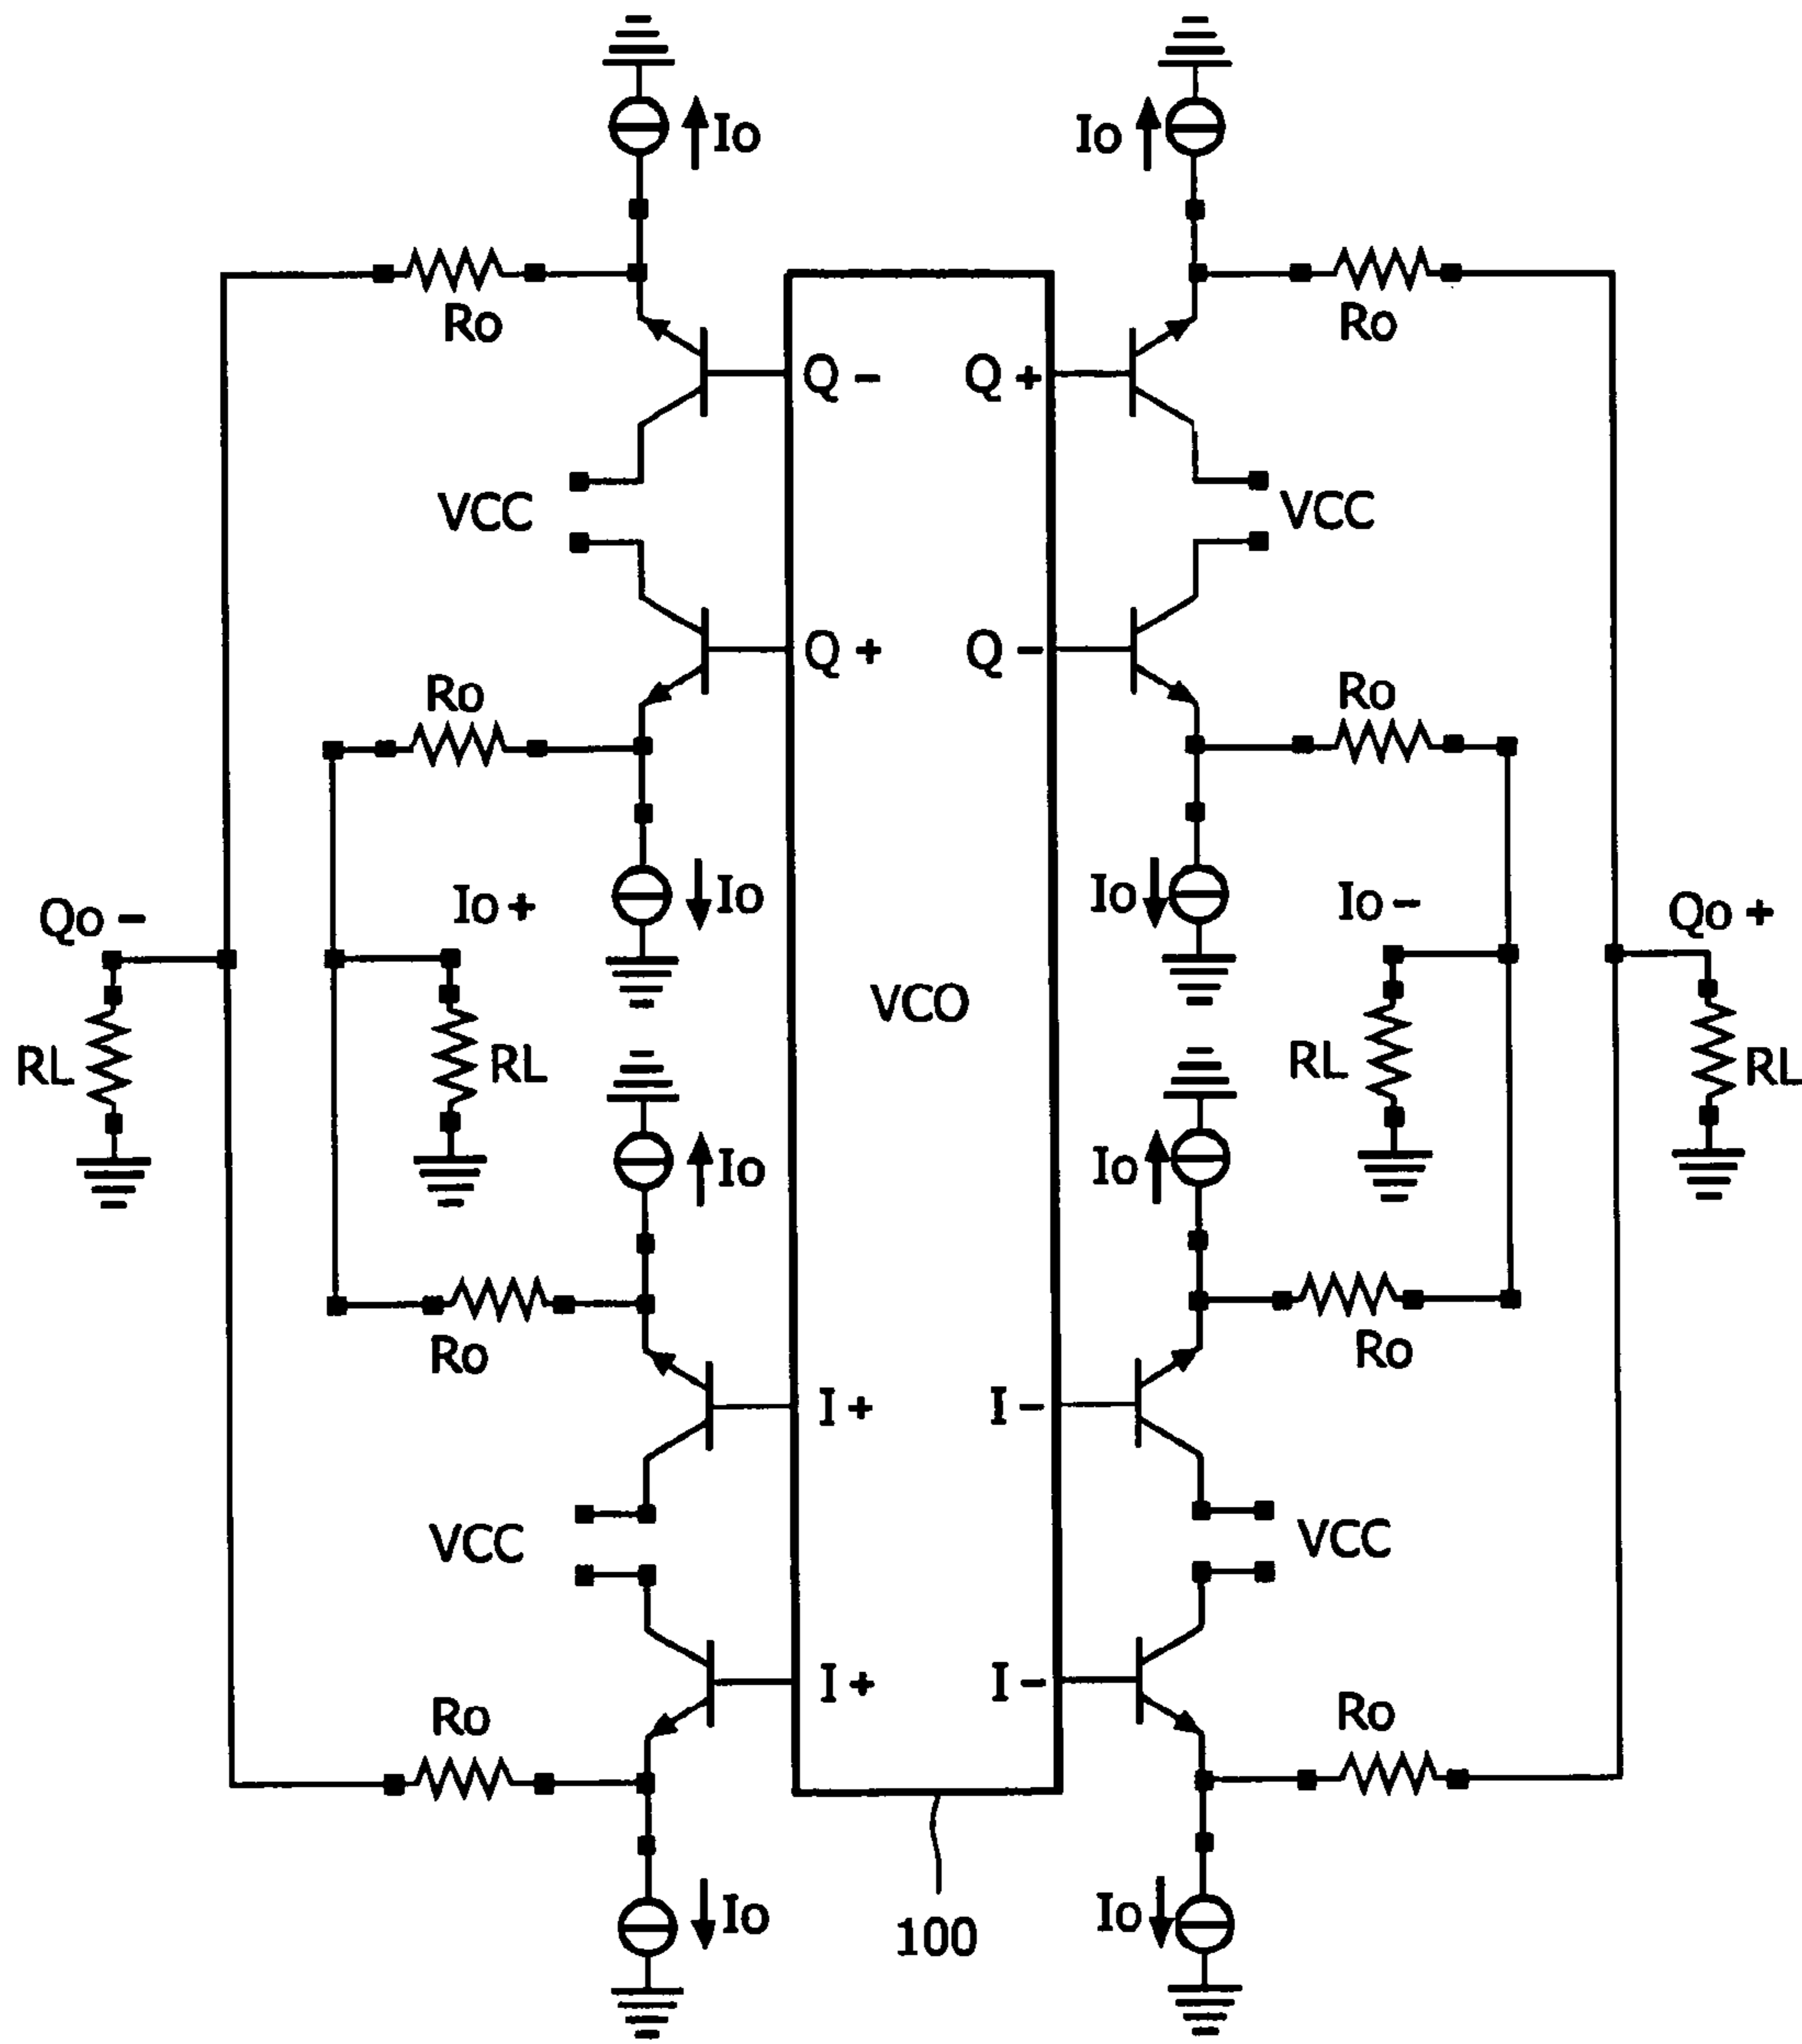 Io Io
Ro Ro
Q - Q +
VCC VCC
Q + Q -
Ro Ro
Io Io
Qo - Io + Io - Qo +
VCO
RL RL RL RL
Io Io
Ro Ro
I + I -
VCC VCC
I + I -
Ro Ro
Io Io
100